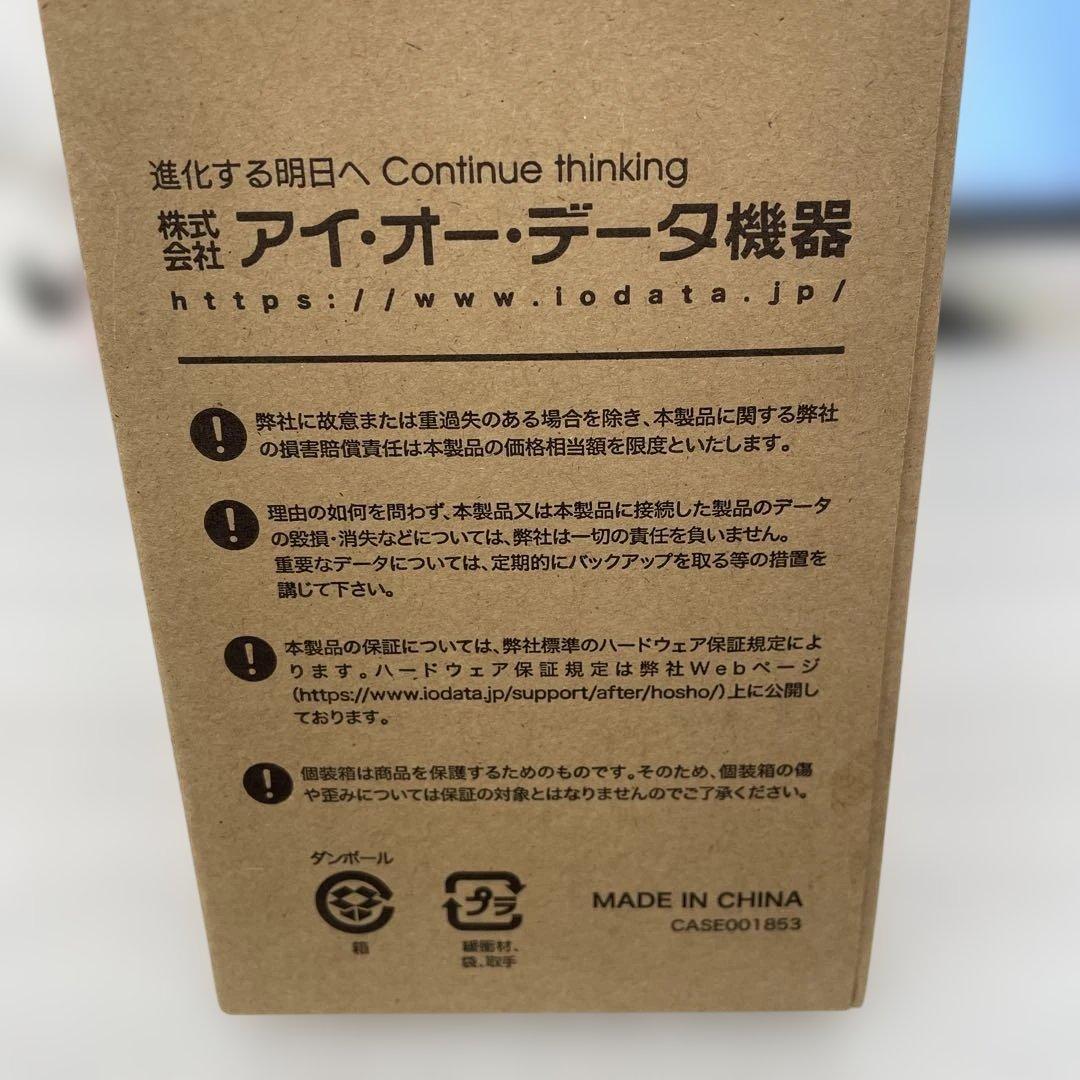 進化する明日へ Continue thinking
株式会社 アイ・オー・データ機器
https://www.iodata.jp/
弊社に故意または重過失のある場合を除き、本製品に関する弊社
の損害賠償責任は本製品の価格相当額を限度といたします。
理由の如何を問わず、本製品又は本製品に接続した製品のデータ
の毀損・消失などについては、弊社は一切の責任を負いません。
重要なデータについては、定期的にバックアップを取る等の措置を
講じて下さい。
本製品の保証については、弊社標準のハードウェア保証規定によ
ります。ハードウェア保証規定は弊社Webページ
(https://www.iodata.jp/support/after/hosho/)上に公開し
ております。
個装箱は商品を保護するためのものです。そのため、個装箱の傷
や歪みについては保証の対象とはなりませんのでご了承ください。
ダンボール
箱
プラ
緩衝材、
袋、取手
MADE IN CHINA
CASE001853